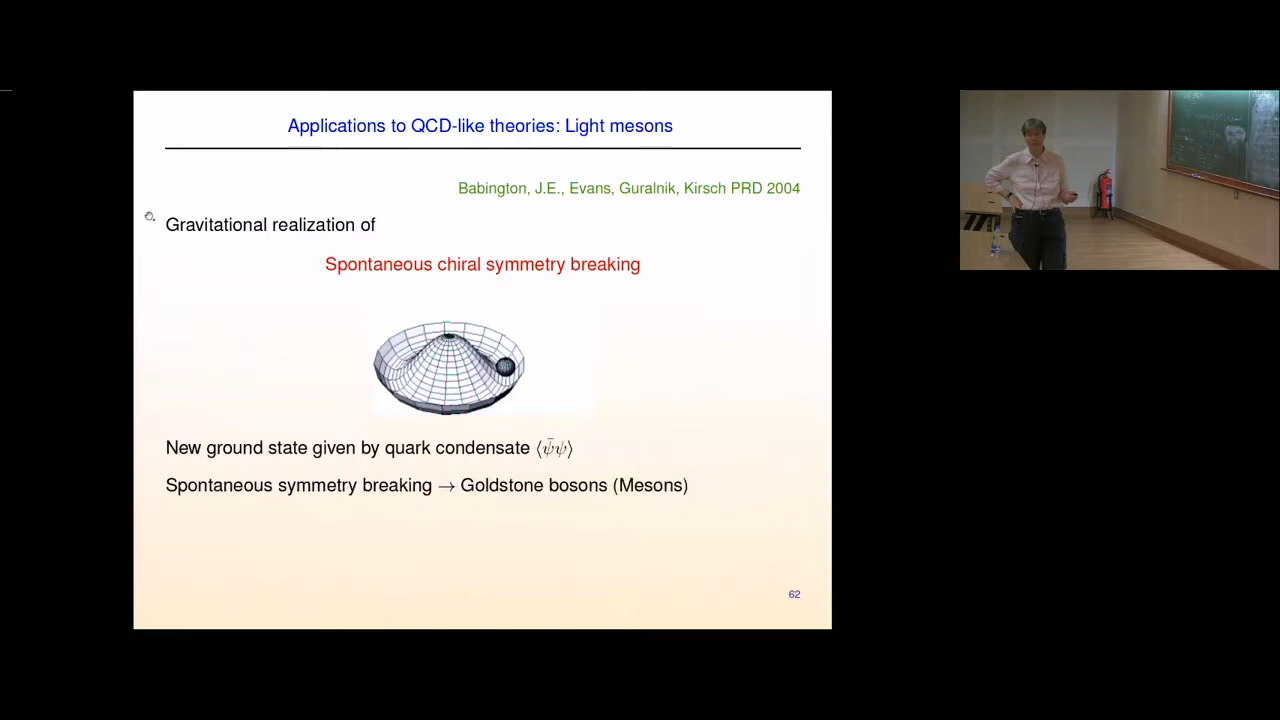 Applications to QCD-like theories: Light mesons
Babington, J.E., Evans, Guralnik, Kirsch PRD 2004
Gravitational realization of
Spontaneous chiral symmetry breaking
New ground state given by quark condensate ⟨ψ̄ψ⟩
Spontaneous symmetry breaking → Goldstone bosons (Mesons)
62